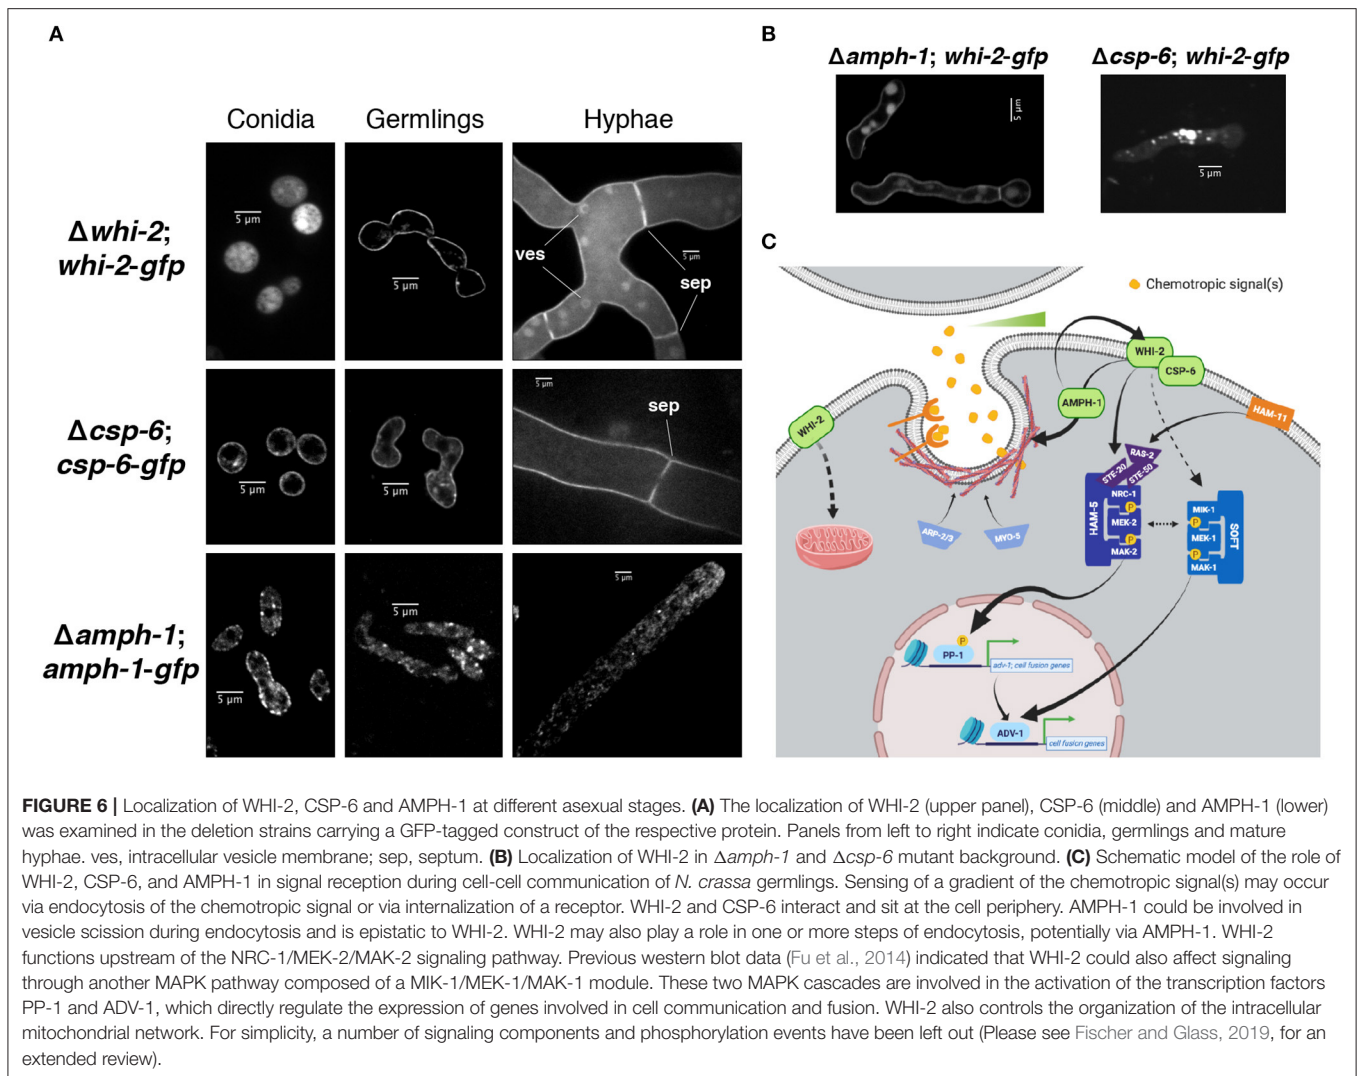 A
Conidia
Germlings
Hyphae
Δwhi-2;
whi-2-gfp
5 µm
5 µm
ves
5 µm
sep
Δcsp-6;
csp-6-gfp
5 µm
5 µm
5 µm
sep
Δamph-1;
amph-1-gfp
5 µm
5 µm
5 µm
B
Δamph-1; whi-2-gfp
Δcsp-6; whi-2-gfp
5 µm
5 µm
C
Chemotropic signal(s)
WHI-2
CSP-6
AMPH-1
HAM-11
WHI-2
RAS-2
STE-20
STE-50
NRC-1
P
MEK-2
P
MAK-2
HAM-5
MIK-1
P
MEK-1
P
MAK-1
SOFT
ARP-2/3
MYO-5
P
PP-1
adv-1; cell fusion genes
ADV-1
cell fusion genes
FIGURE 6 | Localization of WHI-2, CSP-6 and AMPH-1 at different asexual stages. (A) The localization of WHI-2 (upper panel), CSP-6 (middle) and AMPH-1 (lower)
was examined in the deletion strains carrying a GFP-tagged construct of the respective protein. Panels from left to right indicate conidia, germlings and mature
hyphae. ves, intracellular vesicle membrane; sep, septum. (B) Localization of WHI-2 in Δamph-1 and Δcsp-6 mutant background. (C) Schematic model of the role of
WHI-2, CSP-6, and AMPH-1 in signal reception during cell-cell communication of N. crassa germlings. Sensing of a gradient of the chemotropic signal(s) may occur
via endocytosis of the chemotropic signal or via internalization of a receptor. WHI-2 and CSP-6 interact and sit at the cell periphery. AMPH-1 could be involved in
vesicle scission during endocytosis and is epistatic to WHI-2. WHI-2 may also play a role in one or more steps of endocytosis, potentially via AMPH-1. WHI-2
functions upstream of the NRC-1/MEK-2/MAK-2 signaling pathway. Previous western blot data (Fu et al., 2014) indicated that WHI-2 could also affect signaling
through another MAPK pathway composed of a MIK-1/MEK-1/MAK-1 module. These two MAPK cascades are involved in the activation of the transcription factors
PP-1 and ADV-1, which directly regulate the expression of genes involved in cell communication and fusion. WHI-2 also controls the organization of the intracellular
mitochondrial network. For simplicity, a number of signaling components and phosphorylation events have been left out (Please see Fischer and Glass, 2019, for an
extended review).